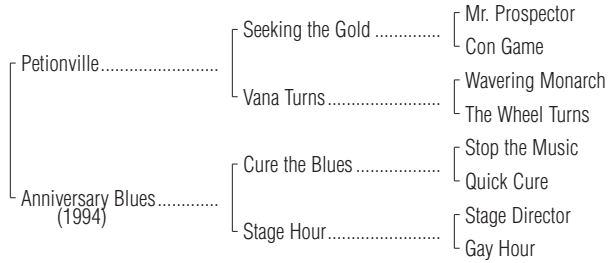 Mr. Prospector
Seeking the Gold ..............
Con Game
Petionville.........................
Wavering Monarch
Vana Turns........................
The Wheel Turns
Stop the Music
Cure the Blues ..................
Quick Cure
Anniversary Blues.............
(1994)
Stage Director
Stage Hour........................
Gay Hour